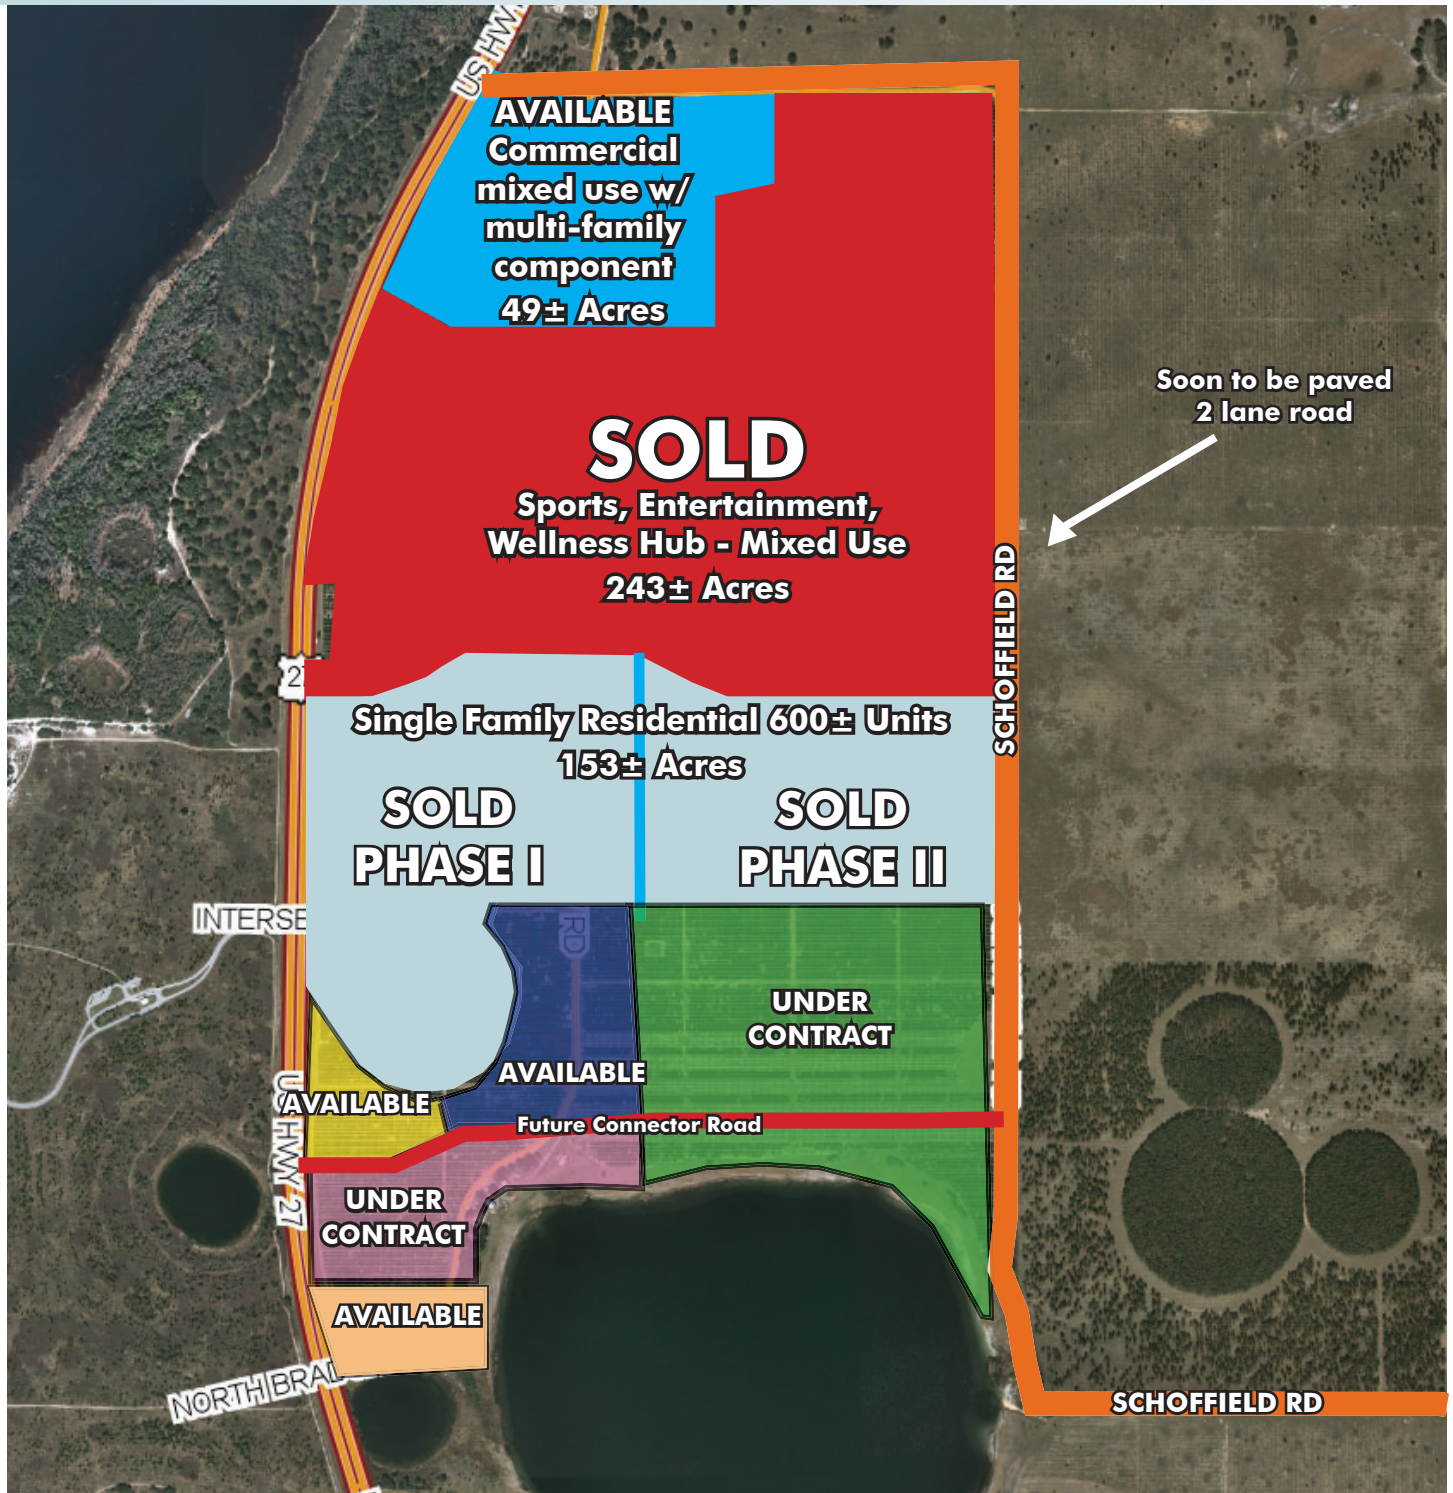 US HWY
AVAILABLE
Commercial
mixed use w/
multi-family
component
49± Acres
Soon to be paved
2 lane road
SOLD
Sports, Entertainment,
Wellness Hub - Mixed Use
243± Acres
SCHOFFIELD RD
2
Single Family Residential 600± Units
153± Acres
SOLD
PHASE I
SOLD
PHASE II
INTERSE
RD
UNDER
CONTRACT
AVAILABLE
AVAILABLE
Future Connector Road
US HWY 27
UNDER
CONTRACT
AVAILABLE
NORTH BRAD
SCHOFFIELD RD